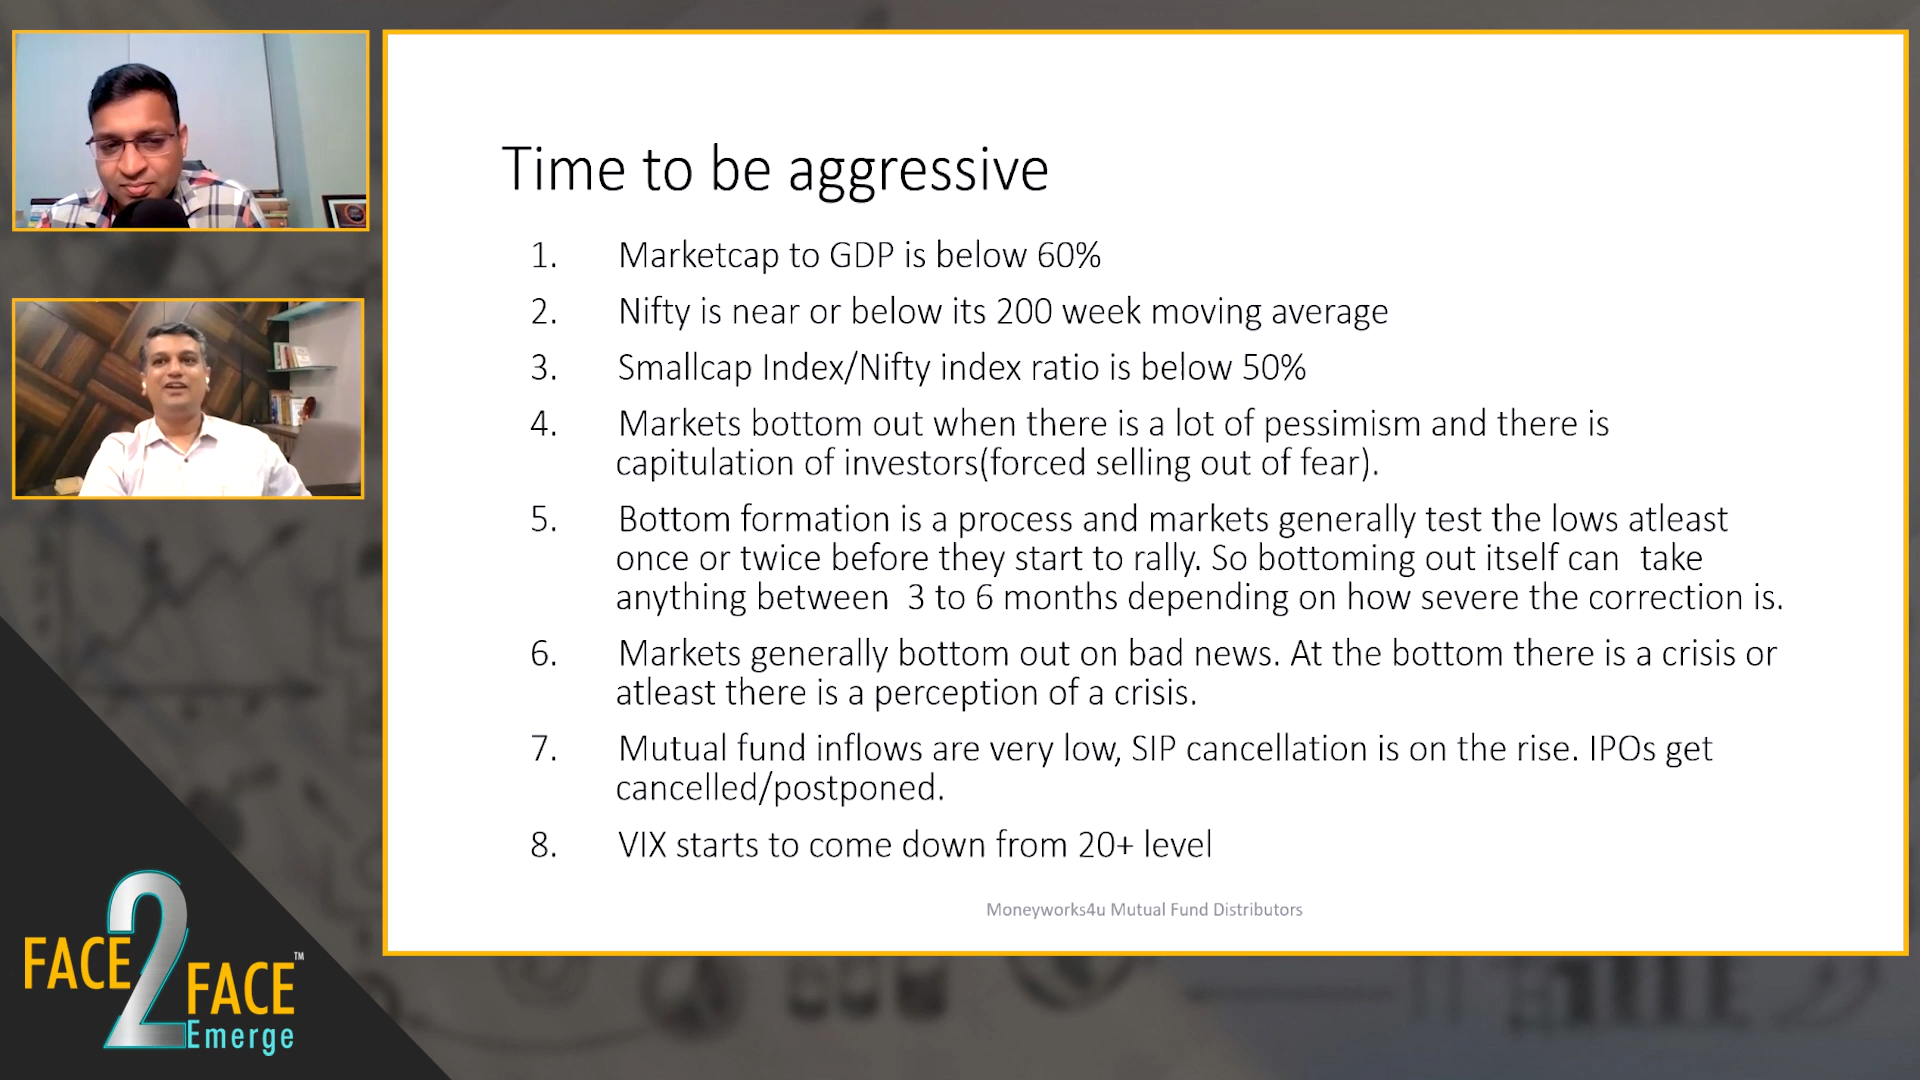 Time to be aggressive
1. Marketcap to GDP is below 60%
2. Nifty is near or below its 200 week moving average
3. Smallcap Index/Nifty index ratio is below 50%
4. Markets bottom out when there is a lot of pessimism and there is
capitulation of investors(forced selling out of fear).
5. Bottom formation is a process and markets generally test the lows atleast
once or twice before they start to rally. So bottoming out itself can take
anything between 3 to 6 months depending on how severe the correction is.
6. Markets generally bottom out on bad news. At the bottom there is a crisis or
atleast there is a perception of a crisis.
7. Mutual fund inflows are very low, SIP cancellation is on the rise. IPOs get
cancelled/postponed.
8. VIX starts to come down from 20+ level
Moneyworks4u Mutual Fund Distributors
FACE 2 FACE™
Emerge